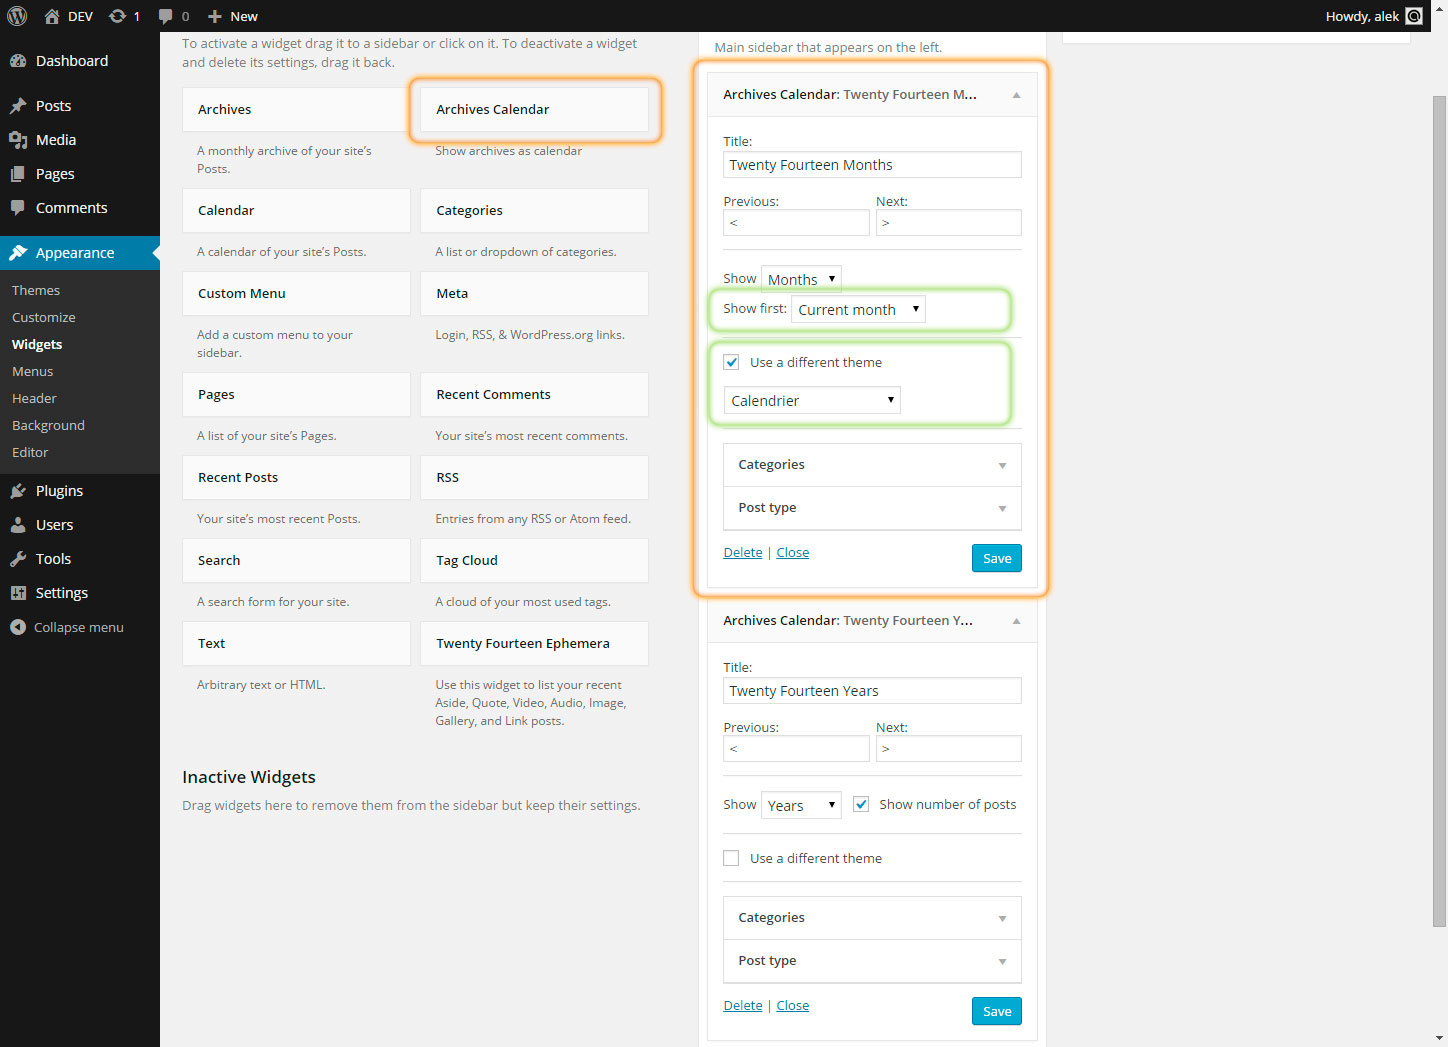 DEV 1 0 New
Howdy, alek
Dashboard
Posts
Media
Pages
Comments
Appearance
Themes
Customize
Widgets
Menus
Header
Background
Editor
Plugins
Users
Tools
Settings
Collapse menu
To activate a widget drag it to a sidebar or click on it. To deactivate a widget
and delete its settings, drag it back.
Archives
A monthly archive of your site's
Posts.
Archives Calendar
Show archives as calendar
Calendar
A calendar of your site's Posts.
Categories
A list or dropdown of categories.
Custom Menu
Add a custom menu to your
sidebar.
Meta
Login, RSS, & WordPress.org links.
Pages
A list of your site's Pages.
Recent Comments
Your site's most recent comments.
Recent Posts
Your site's most recent Posts.
RSS
Entries from any RSS or Atom feed.
Search
A search form for your site.
Tag Cloud
A cloud of your most used tags.
Text
Arbitrary text or HTML.
Twenty Fourteen Ephemera
Use this widget to list your recent
Aside, Quote, Video, Audio, Image,
Gallery, and Link posts.
Inactive Widgets
Drag widgets here to remove them from the sidebar but keep their settings.
Main sidebar that appears on the left.
Archives Calendar: Twenty Fourteen M...
Title:
Twenty Fourteen Months
Previous: Next:
< >
Show Months
Show first: Current month
Use a different theme
Calendrier
Categories
Post type
Delete | Close Save
Archives Calendar: Twenty Fourteen Y...
Title:
Twenty Fourteen Years
Previous: Next:
< >
Show Years Show number of posts
Use a different theme
Categories
Post type
Delete | Close Save